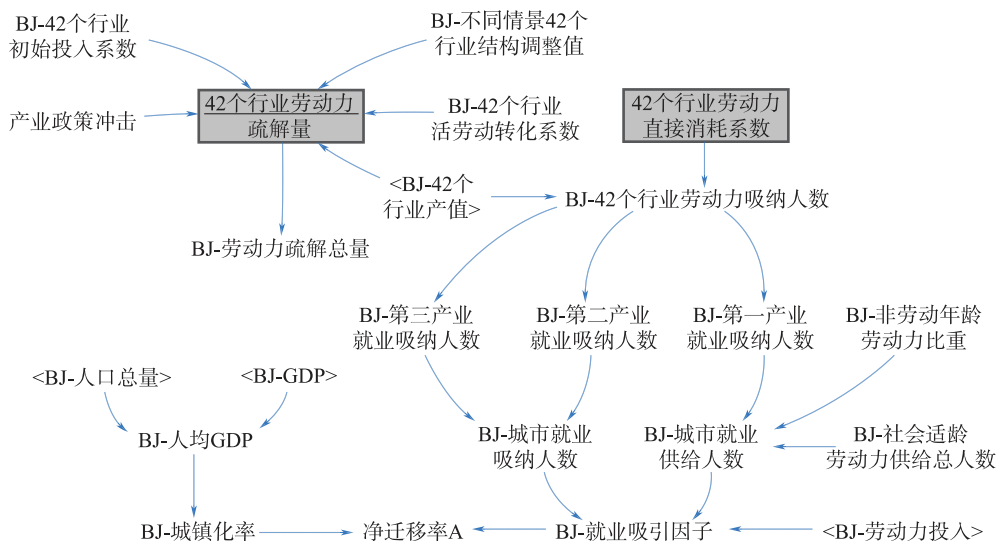 BJ-42个行业
初始投入系数
BJ-不同情景42个
行业结构调整值
产业政策冲击
42个行业劳动力
疏解量
BJ-42个行业
活劳动转化系数
42个行业劳动力
直接消耗系数
<BJ-42个
行业产值>
BJ-42个行业劳动力吸纳人数
BJ-劳动力疏解总量
BJ-第三产业
就业吸纳人数
BJ-第二产业
就业吸纳人数
BJ-第一产业
就业吸纳人数
BJ-非劳动年龄
劳动力比重
<BJ-人口总量>
<BJ-GDP>
BJ-人均GDP
BJ-城市就业
吸纳人数
BJ-城市就业
供给人数
BJ-社会适龄
劳动力供给总人数
BJ-城镇化率
净迁移率A
BJ-就业吸引因子
<BJ-劳动力投入>